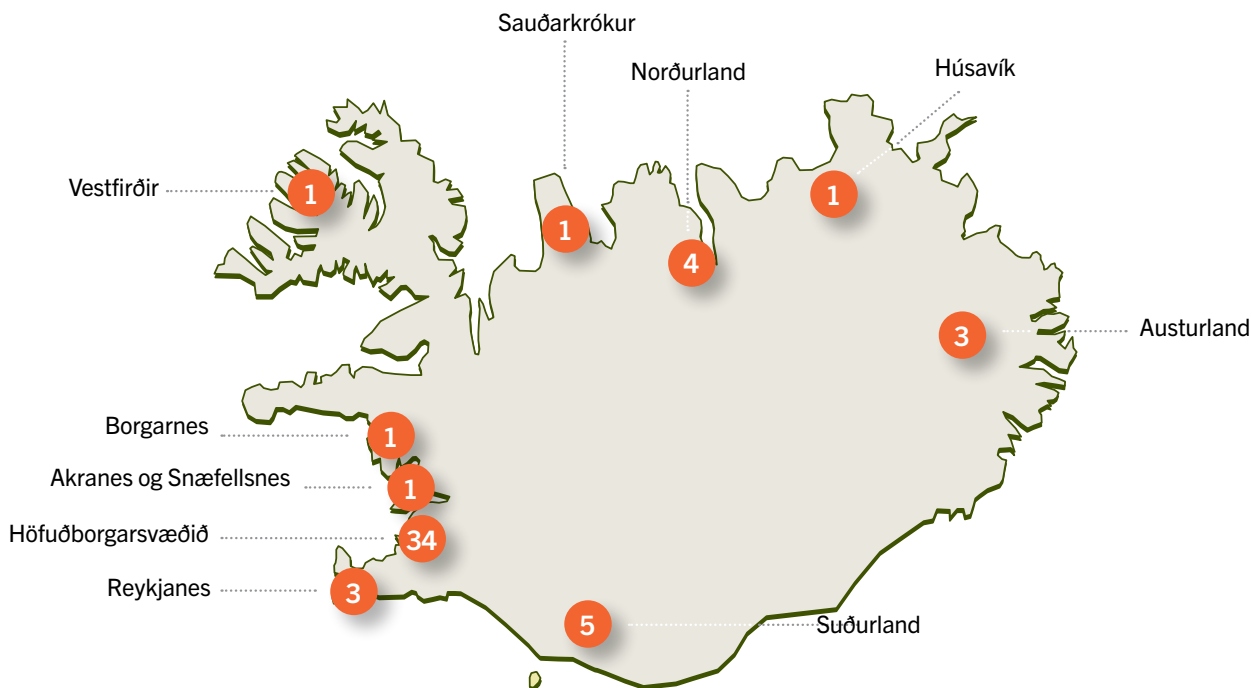 Sauðarkrókur
Norðurland
Húsavík
Vestfirðir
1
1
1
4
3
Austurland
Borgarnes
1
Akranes og Snæfellsnes
1
Höfuðborgarsvæðið
34
Reykjanes
3
5
Suðurland